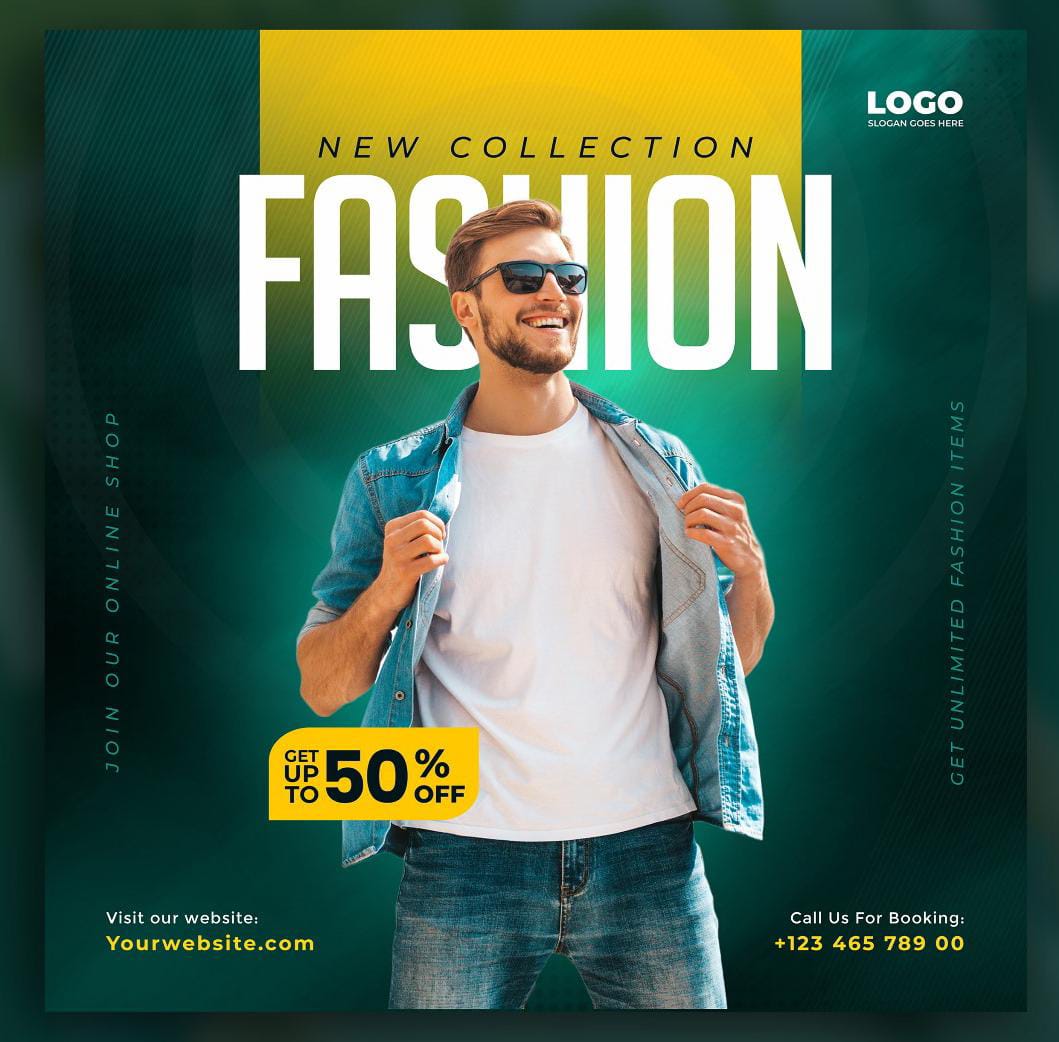 LOGO
SLOGAN GOES HERE
NEW COLLECTION
FASHION
JOIN OUR ONLINE SHOP
GET UNLIMITED FASHION ITEMS
GET
UP
TO
50
%
OFF
Visit our website:
Yourwebsite.com
Call Us For Booking:
+123 465 789 00